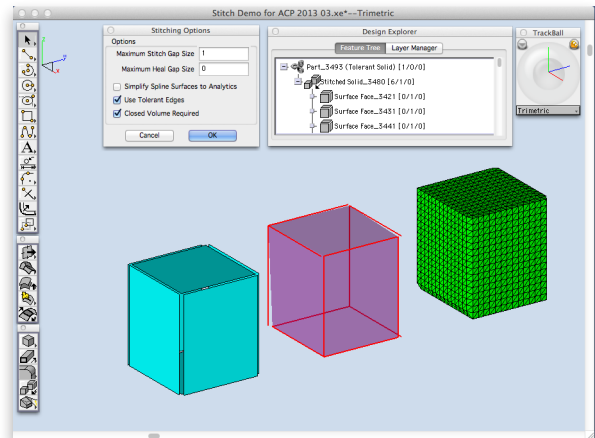 Stitch Demo for ACP 2013 03.xe*--Trimetric
Stitching Options
Options
Maximum Stitch Gap Size 1
Maximum Heal Gap Size 0
Simplify Spline Surfaces to Analytics
Use Tolerant Edges
Closed Volume Required
Cancel OK
Design Explorer
Feature Tree Layer Manager
Part_3493 (Tolerant Solid) [1/0/0]
Stitched Solid_3480 [6/1/0]
Surface Face_3421 [0/1/0]
Surface Face_3431 [0/1/0]
Surface Face_3441 [0/1/0]
TrackBall
Trimetric
z
y
x
A